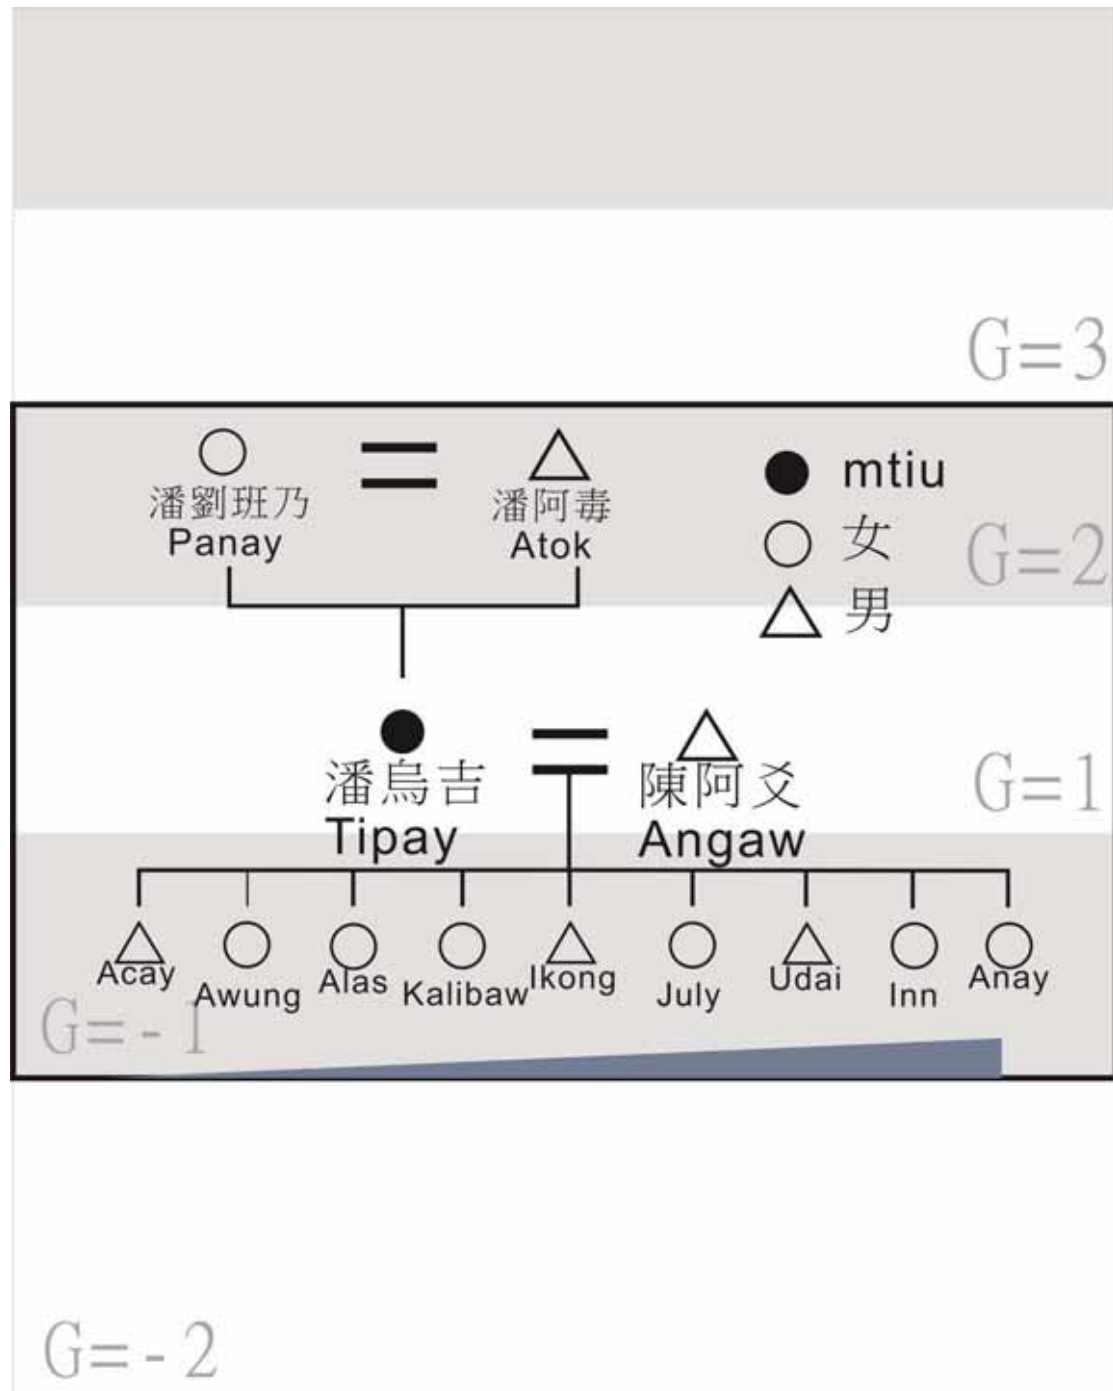 G=3
潘劉班乃
Panay
潘阿毒
Atok
mtiu
女
男
G=2
潘烏吉
Tipay
陳阿爻
Angaw
G=1
Acay
Awung
Alas
Kalibaw
Ikong
July
Udai
Inn
Anay
G=-1
G=-2